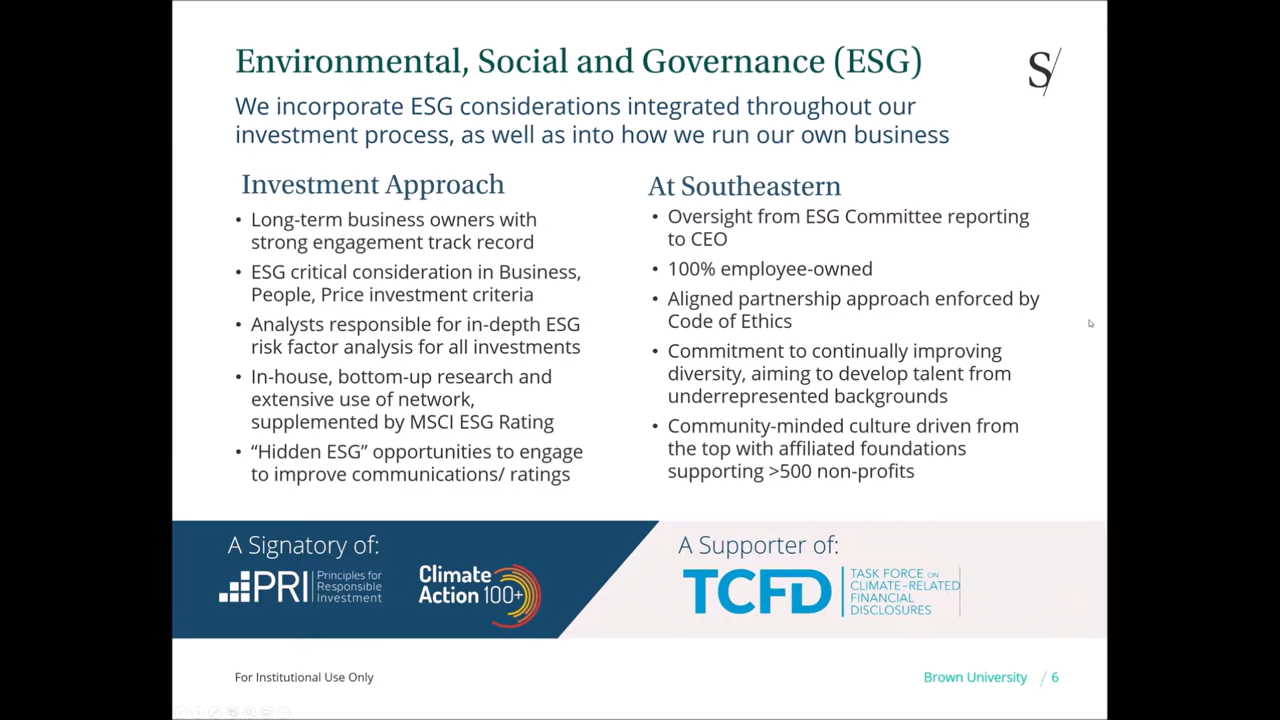 Environmental, Social and Governance (ESG)
S/
We incorporate ESG considerations integrated throughout our
investment process, as well as into how we run our own business
Investment Approach
• Long-term business owners with
strong engagement track record
• ESG critical consideration in Business,
People, Price investment criteria
• Analysts responsible for in-depth ESG
risk factor analysis for all investments
• In-house, bottom-up research and
extensive use of network,
supplemented by MSCI ESG Rating
• “Hidden ESG” opportunities to engage
to improve communications/ ratings
At Southeastern
• Oversight from ESG Committee reporting
to CEO
• 100% employee-owned
• Aligned partnership approach enforced by
Code of Ethics
• Commitment to continually improving
diversity, aiming to develop talent from
underrepresented backgrounds
• Community-minded culture driven from
the top with affiliated foundations
supporting >500 non-profits
A Signatory of:
PRI
Principles for
Responsible
Investment
Climate
Action 100+
A Supporter of:
TCFD
TASK FORCE ON
CLIMATE-RELATED
FINANCIAL
DISCLOSURES
For Institutional Use Only
Brown University / 6